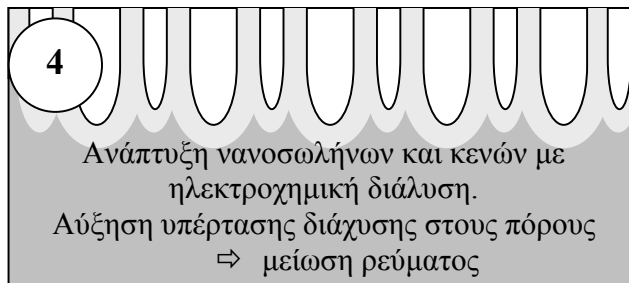 4
Ανάπτυξη νανοσωλήνων και κενών με
ηλεκτροχημική διάλυση.
Αύξηση υπέρτασης διάχυσης στους πόρους
⇨ μείωση ρεύματος